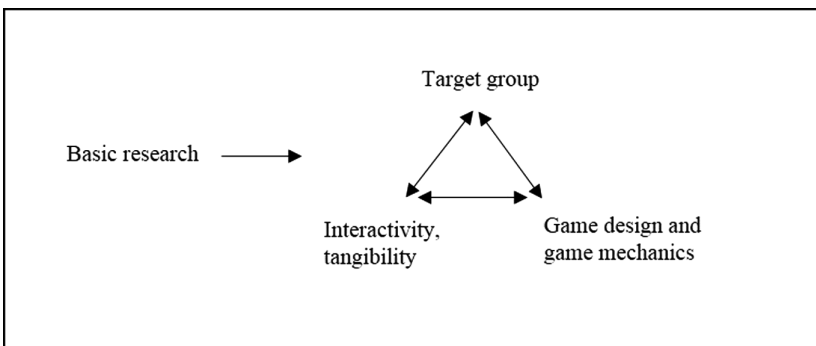 Target group
Basic research
Interactivity,
tangibility
Game design and
game mechanics